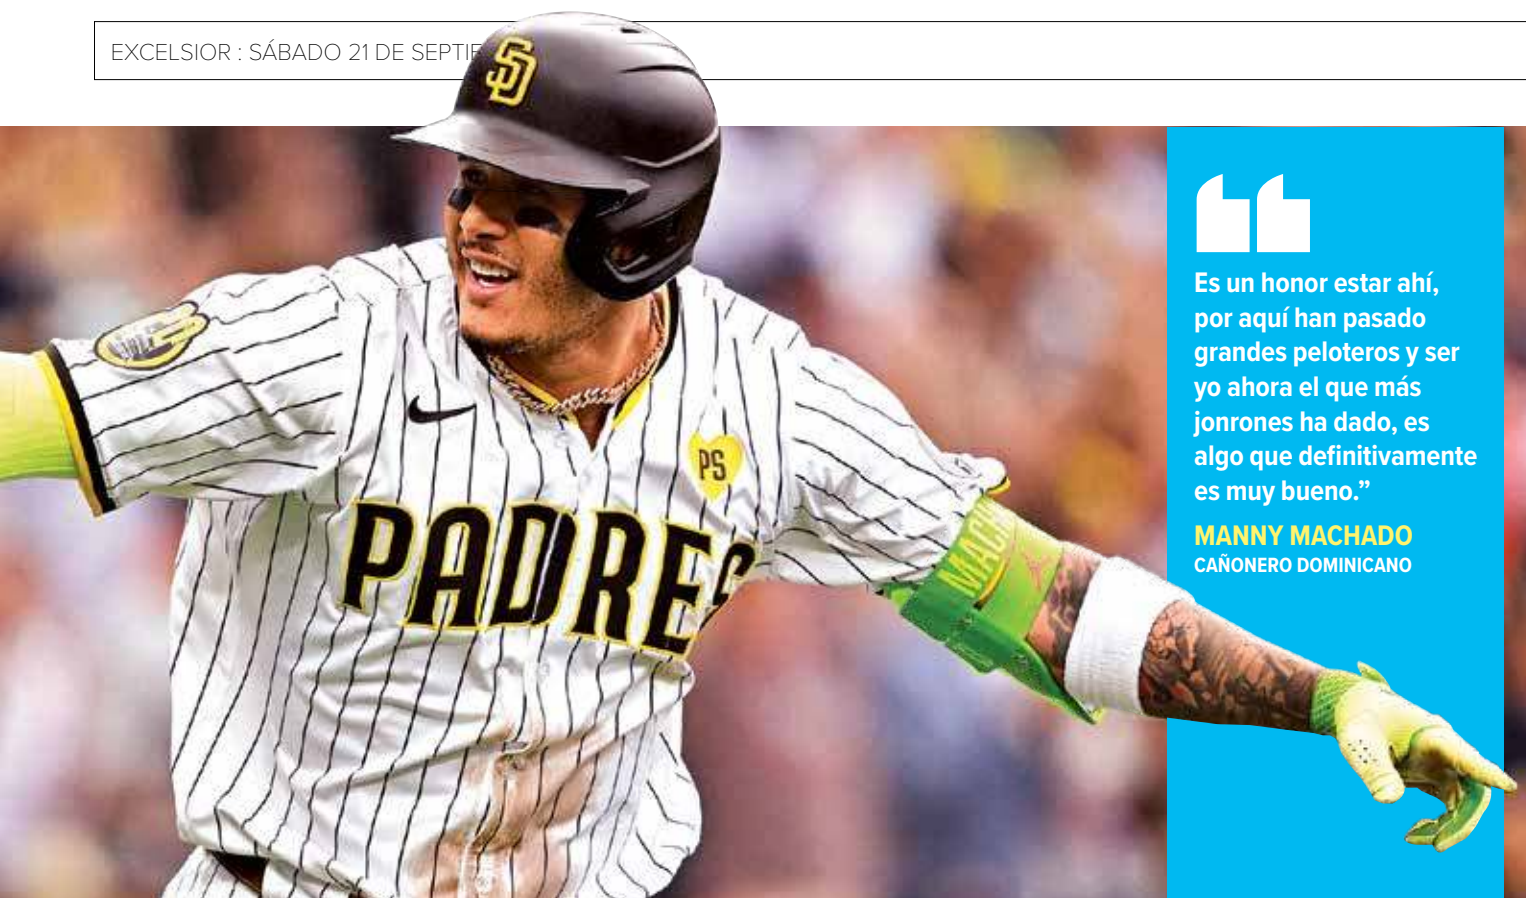 EXCELSIOR : SÁBADO 21 DE
SD
Es un honor estar ahí,
por aquí han pasado
grandes peloteros y ser
yo ahora el que más
jonrones ha dado, es
algo que definitivamente
es muy bueno.”
MANNY MACHADO
CAÑONERO DOMINICANO
PS
PADRES